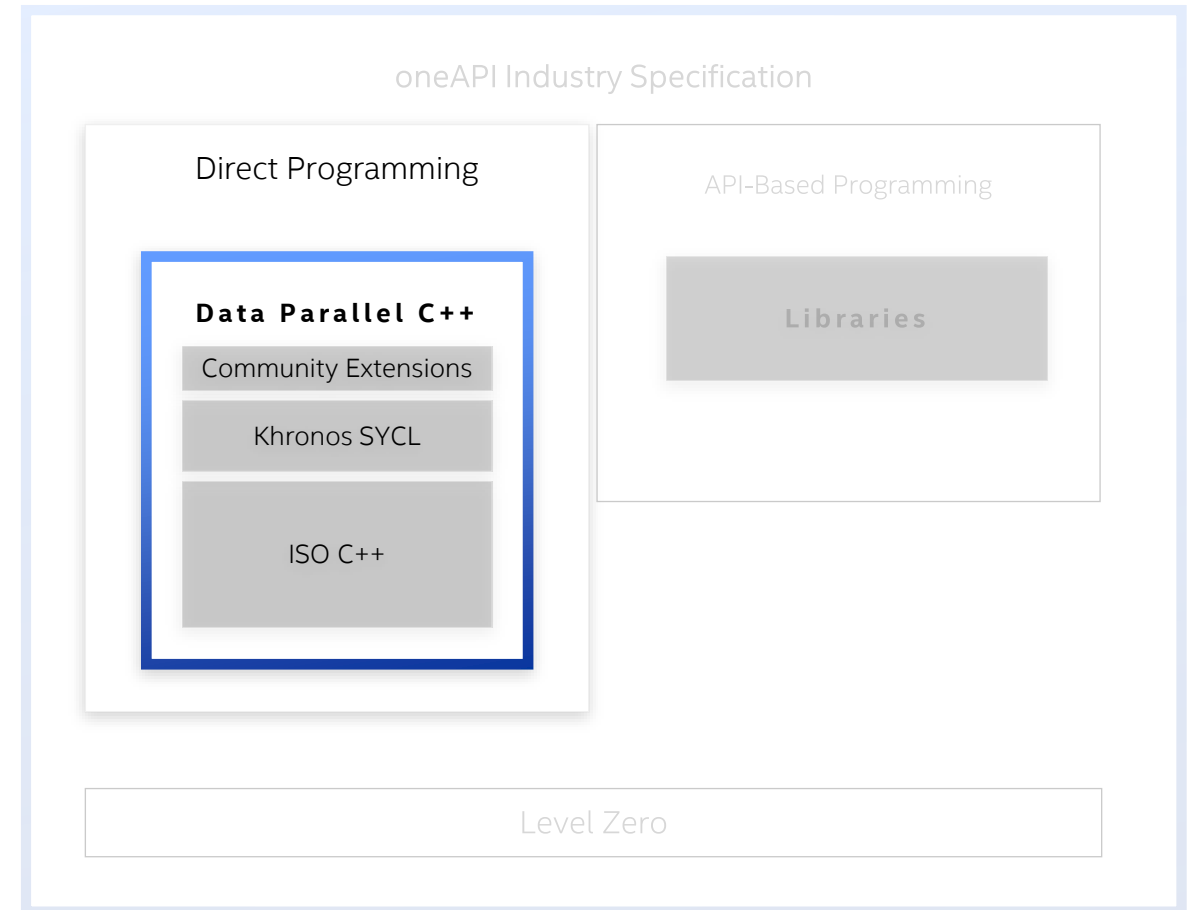 oneAPI Industry Specification
Direct Programming
API-Based Programming
Data Parallel C++
Libraries
Community Extensions
Khronos SYCL
ISO C++
Level Zero